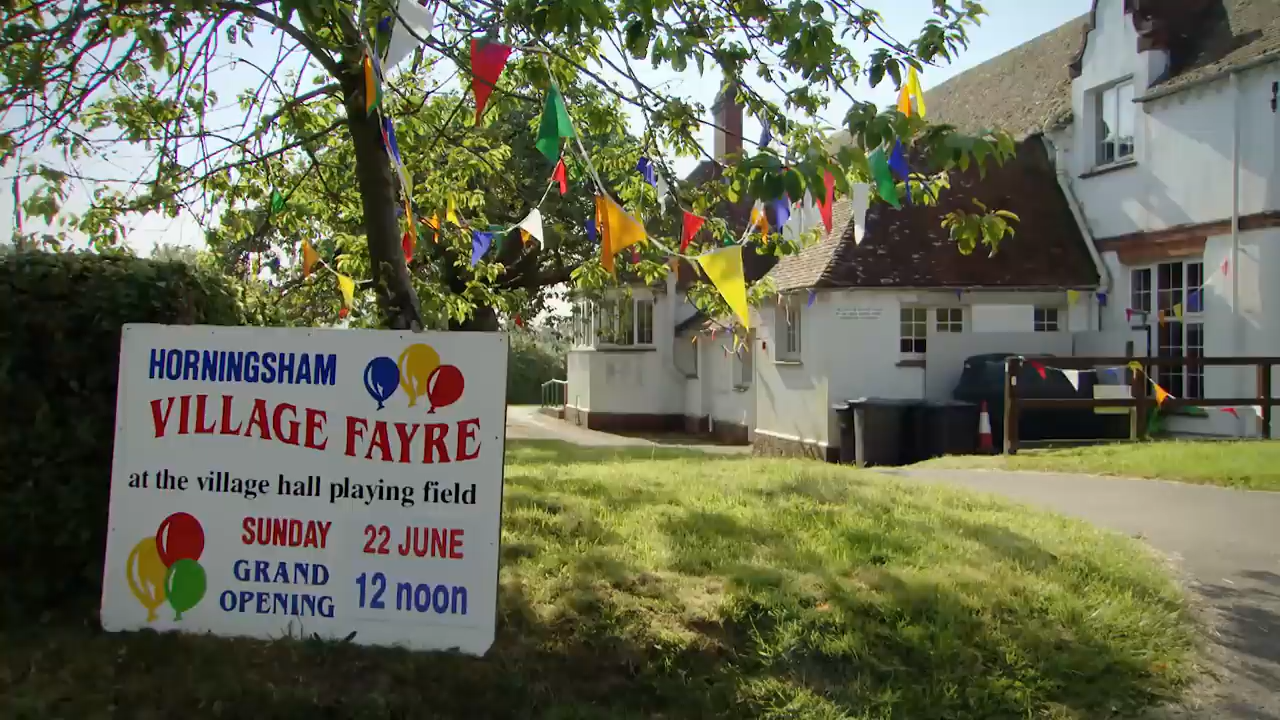 HORNINGSHAM
VILLAGE FAYRE
at the village hall playing field
SUNDAY 22 JUNE
GRAND OPENING 12 noon